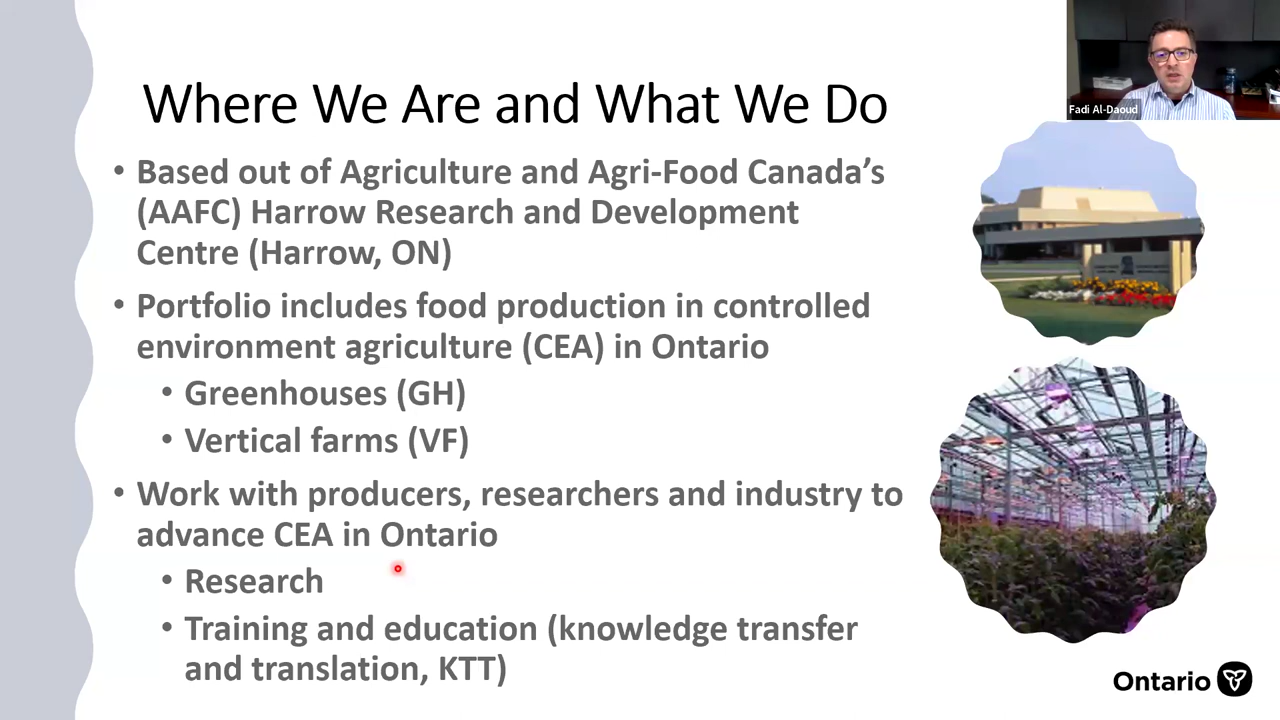 Fadi Al-Daoud
Where We Are and What We Do
• Based out of Agriculture and Agri-Food Canada’s
(AAFC) Harrow Research and Development
Centre (Harrow, ON)
• Portfolio includes food production in controlled
environment agriculture (CEA) in Ontario
• Greenhouses (GH)
• Vertical farms (VF)
• Work with producers, researchers and industry to
advance CEA in Ontario
• Research
• Training and education (knowledge transfer
and translation, KTT)
Ontario